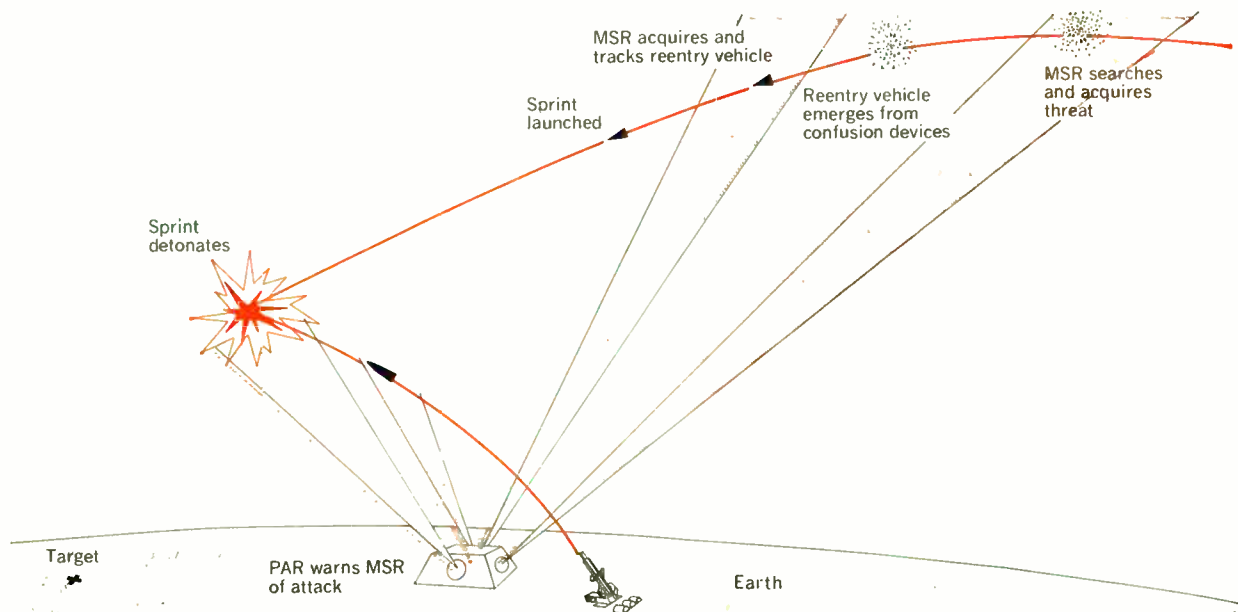 MSR acquires and
tracks reentry vehicle
MSR searches
and acquires
threat
Reentry vehicle
emerges from
confusion devices
Sprint
launched
Sprint
detonates
Target
PAR warns MSR
of attack
Earth